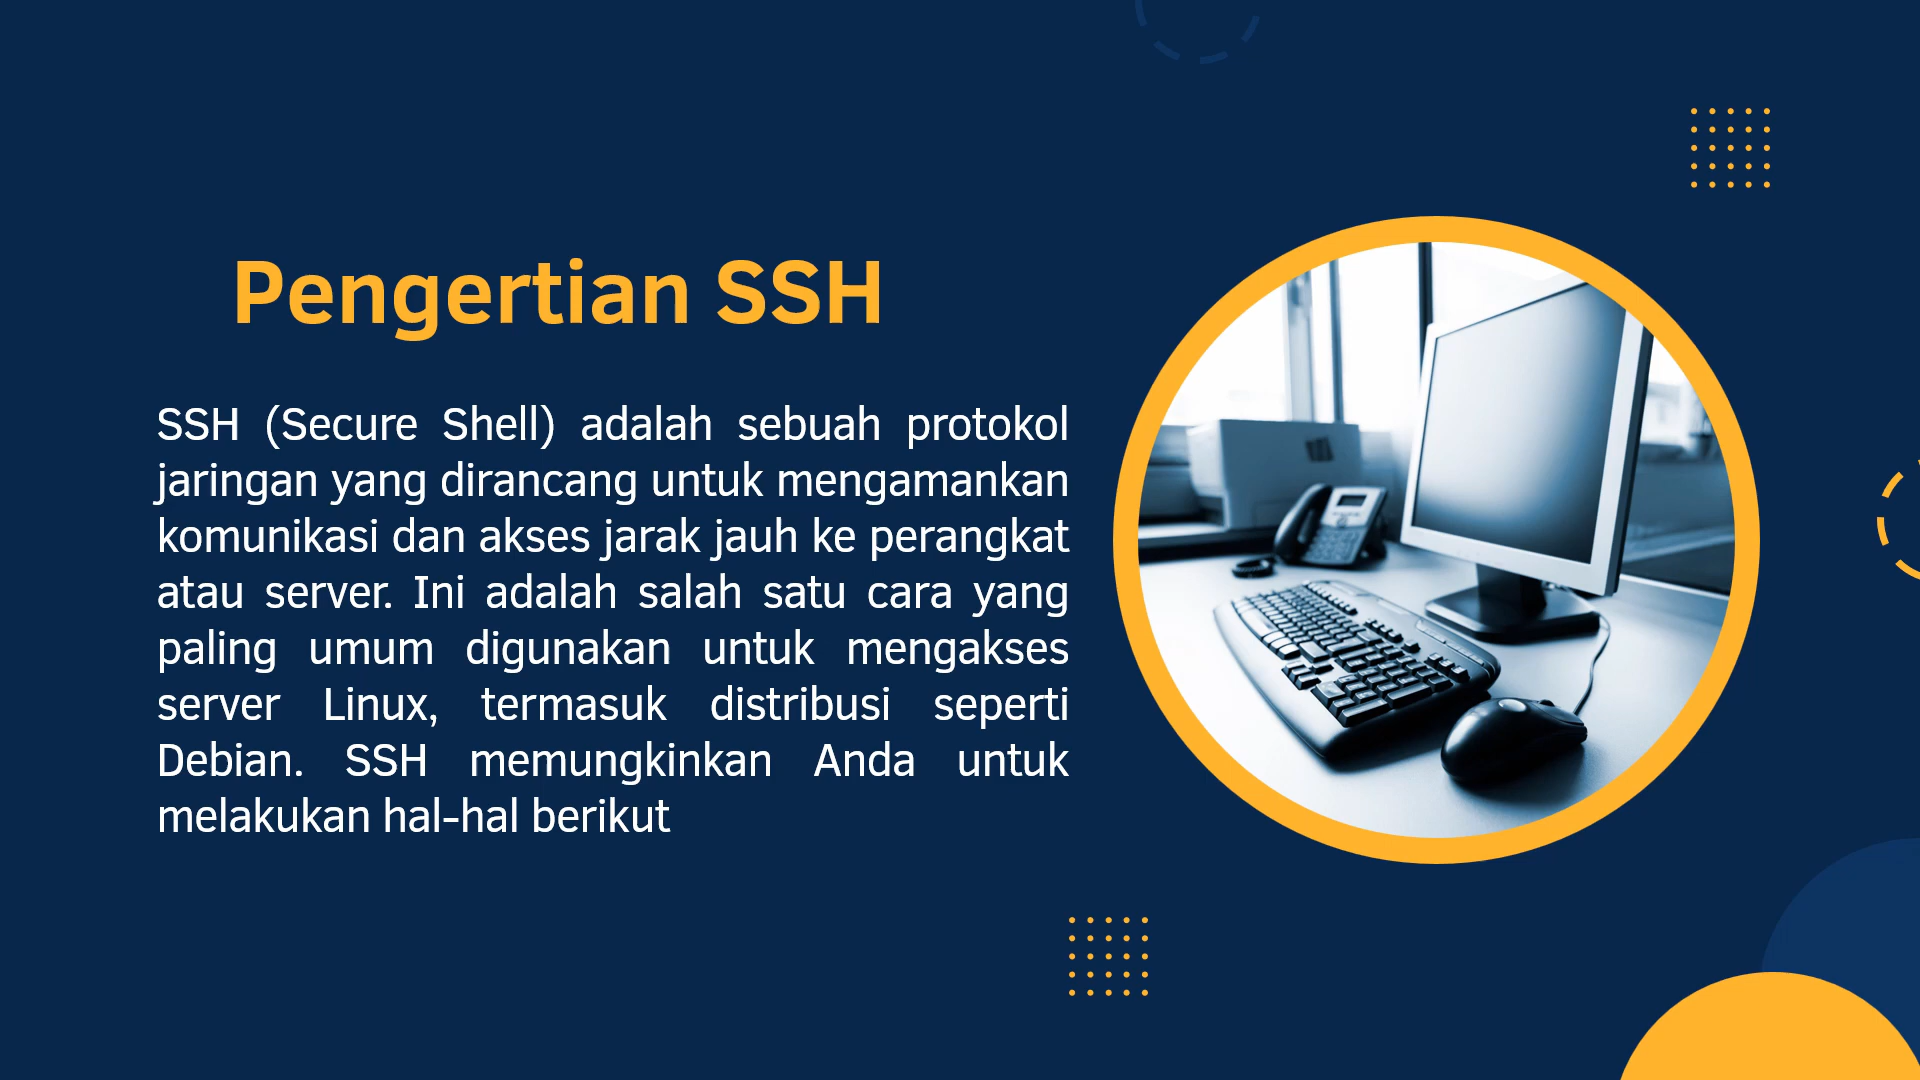 Pengertian SSH
SSH (Secure Shell) adalah sebuah protokol
jaringan yang dirancang untuk mengamankan
komunikasi dan akses jarak jauh ke perangkat
atau server. Ini adalah salah satu cara yang
paling umum digunakan untuk mengakses
server Linux, termasuk distribusi seperti
Debian. SSH memungkinkan Anda untuk
melakukan hal-hal berikut